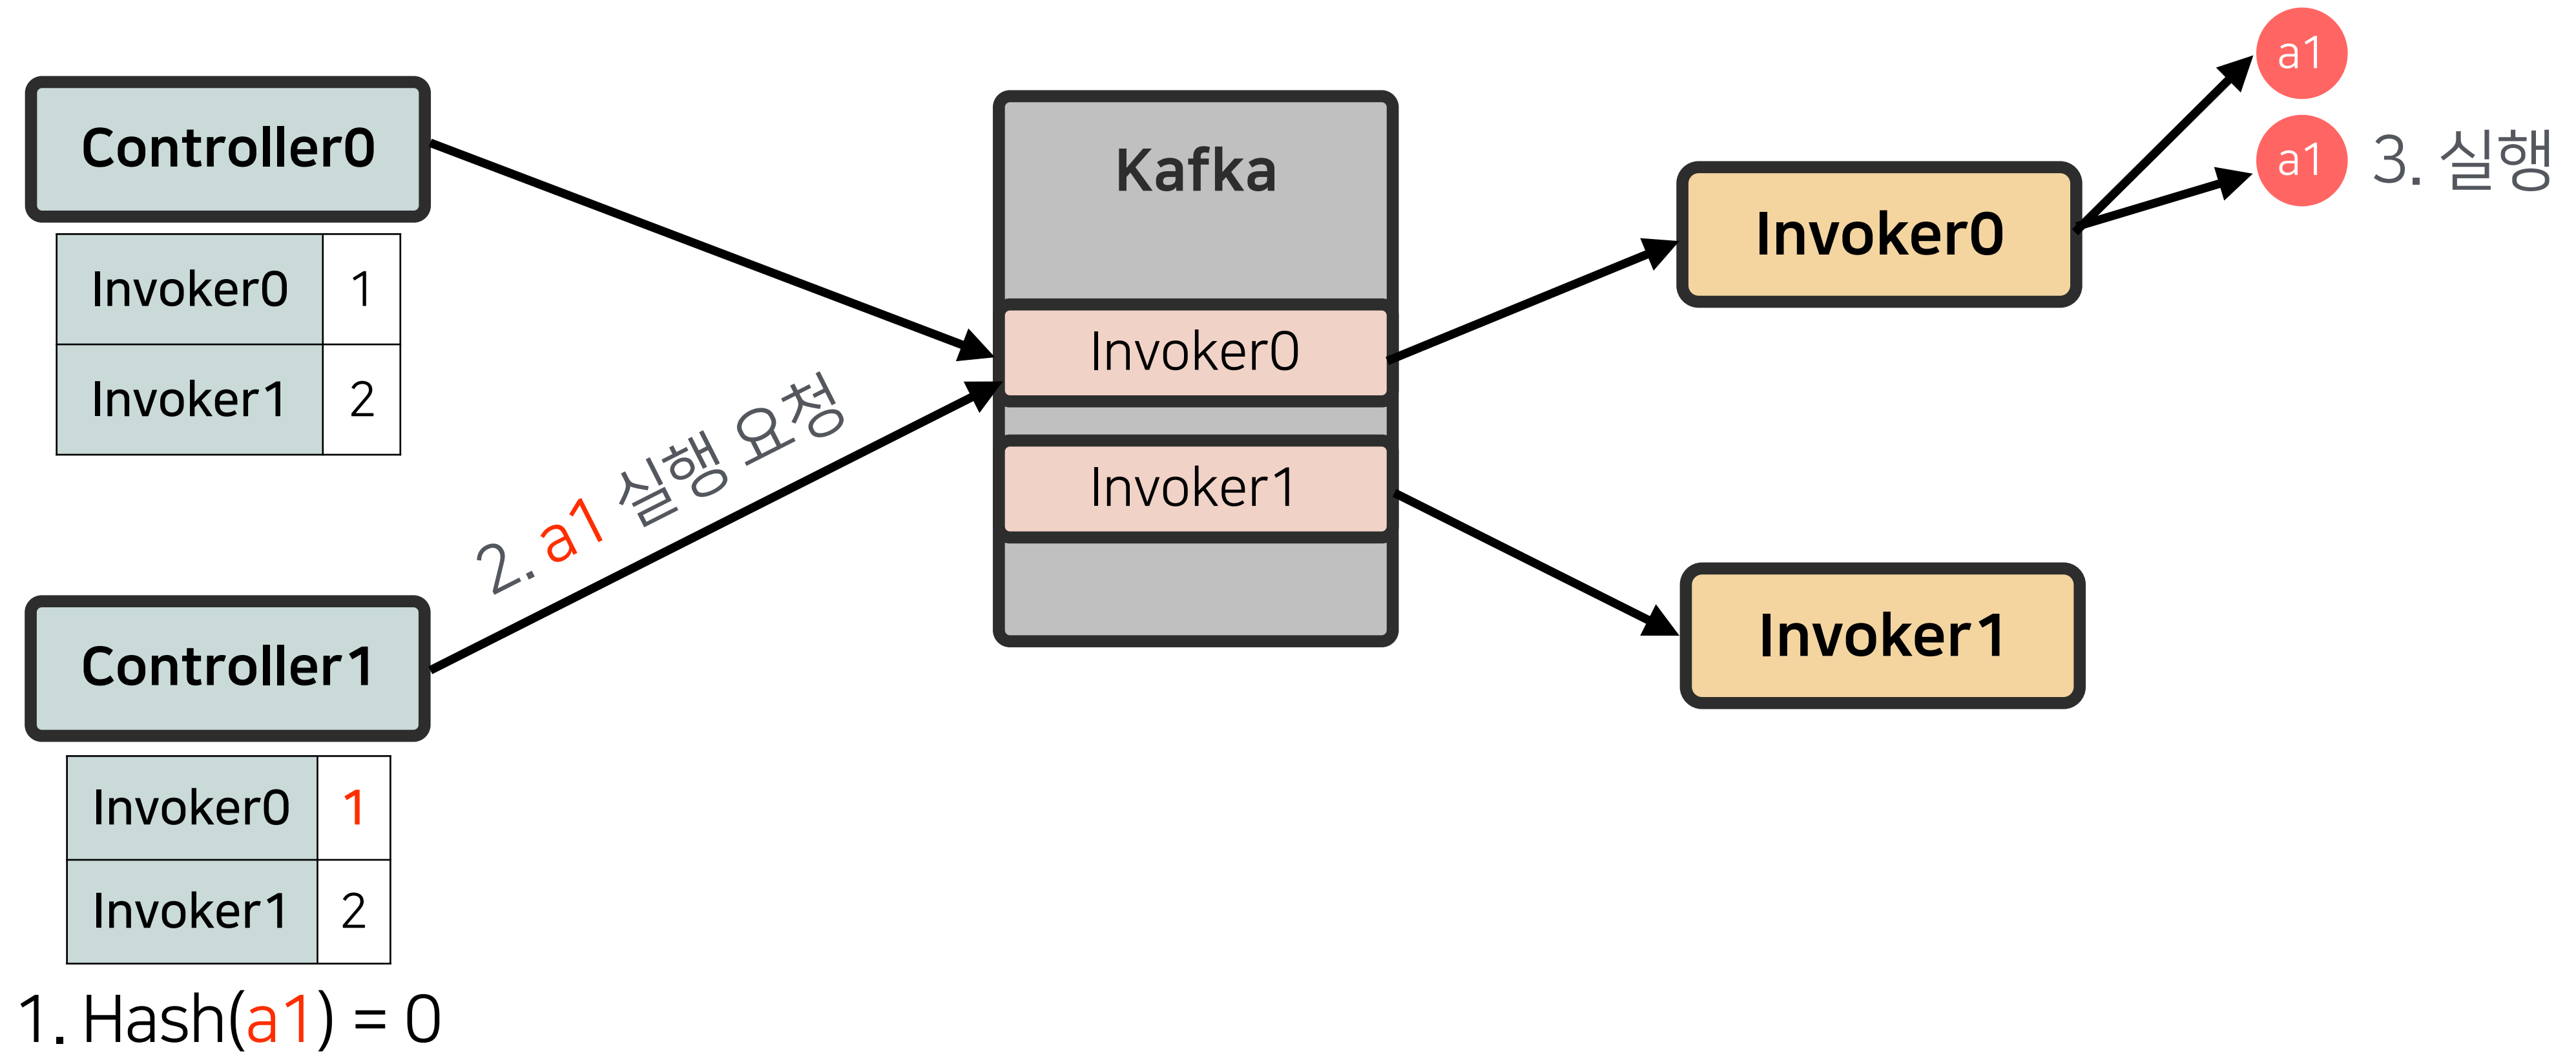 Controller0
Invoker0 1
Invoker1 2
Controller1
Invoker0 1
Invoker1 2
1. Hash(a1) = 0
2. a1 실행 요청
Kafka
Invoker0
Invoker1
Invoker0
Invoker1
a1
a1 3. 실행